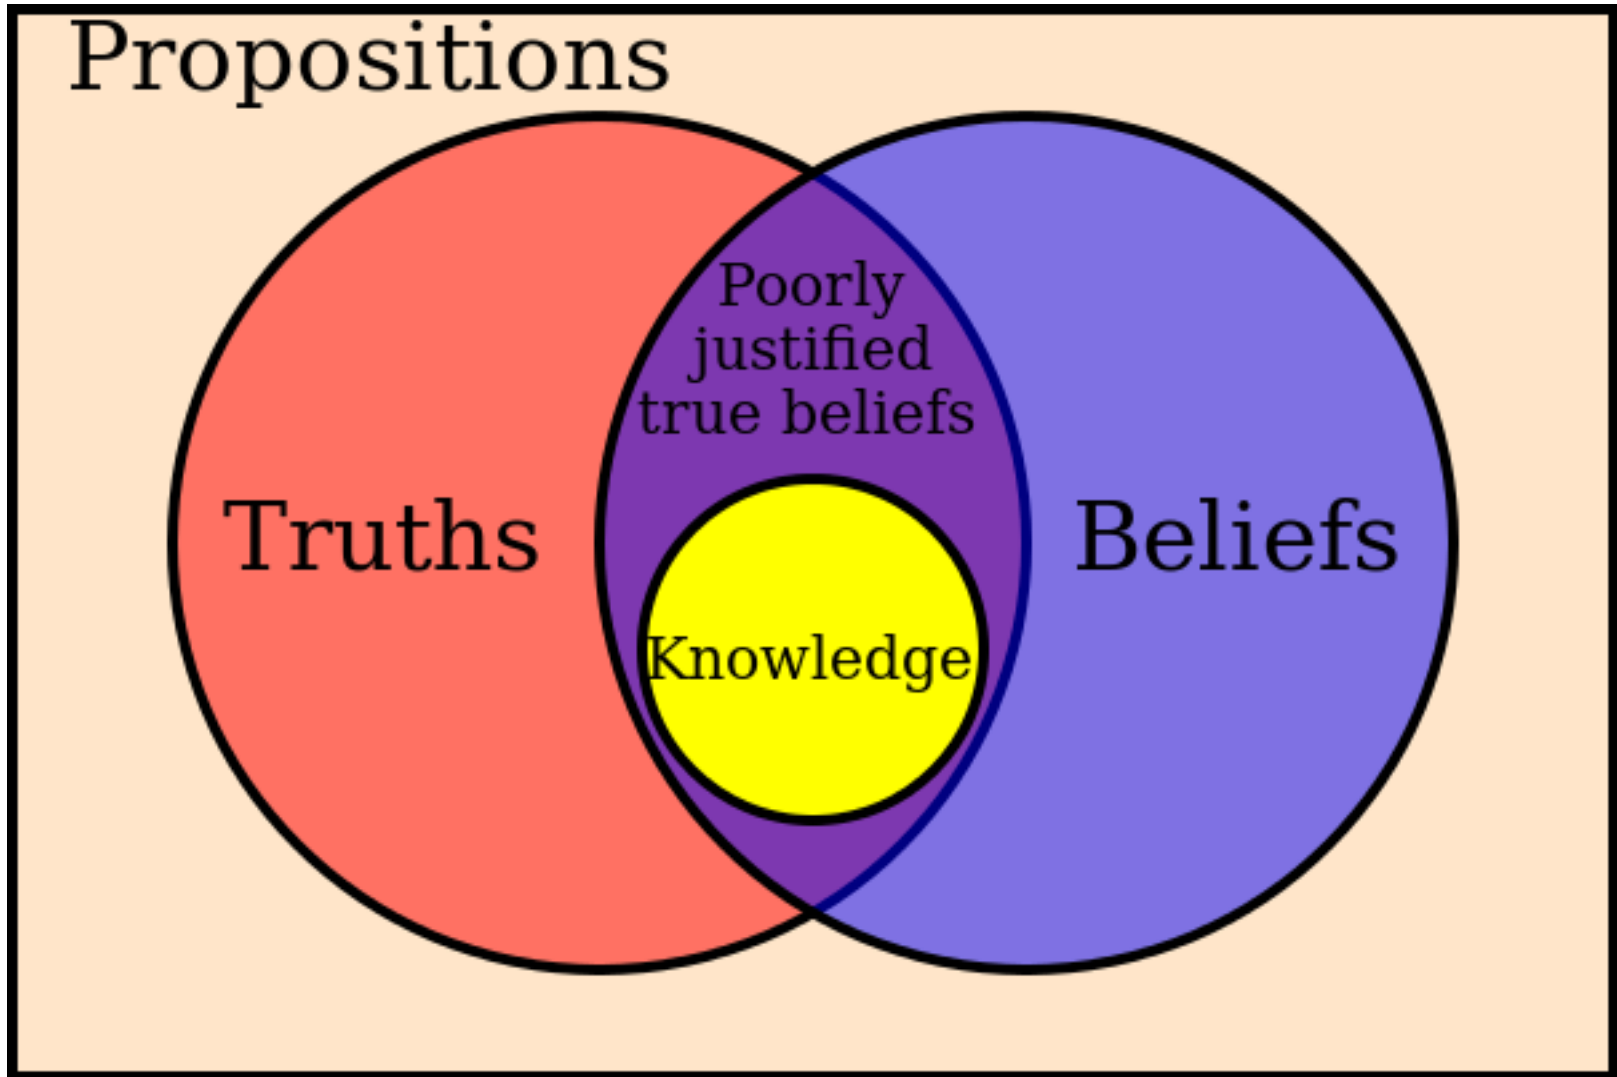 Propositions
Poorly
justified
true beliefs
Truths
Beliefs
Knowledge